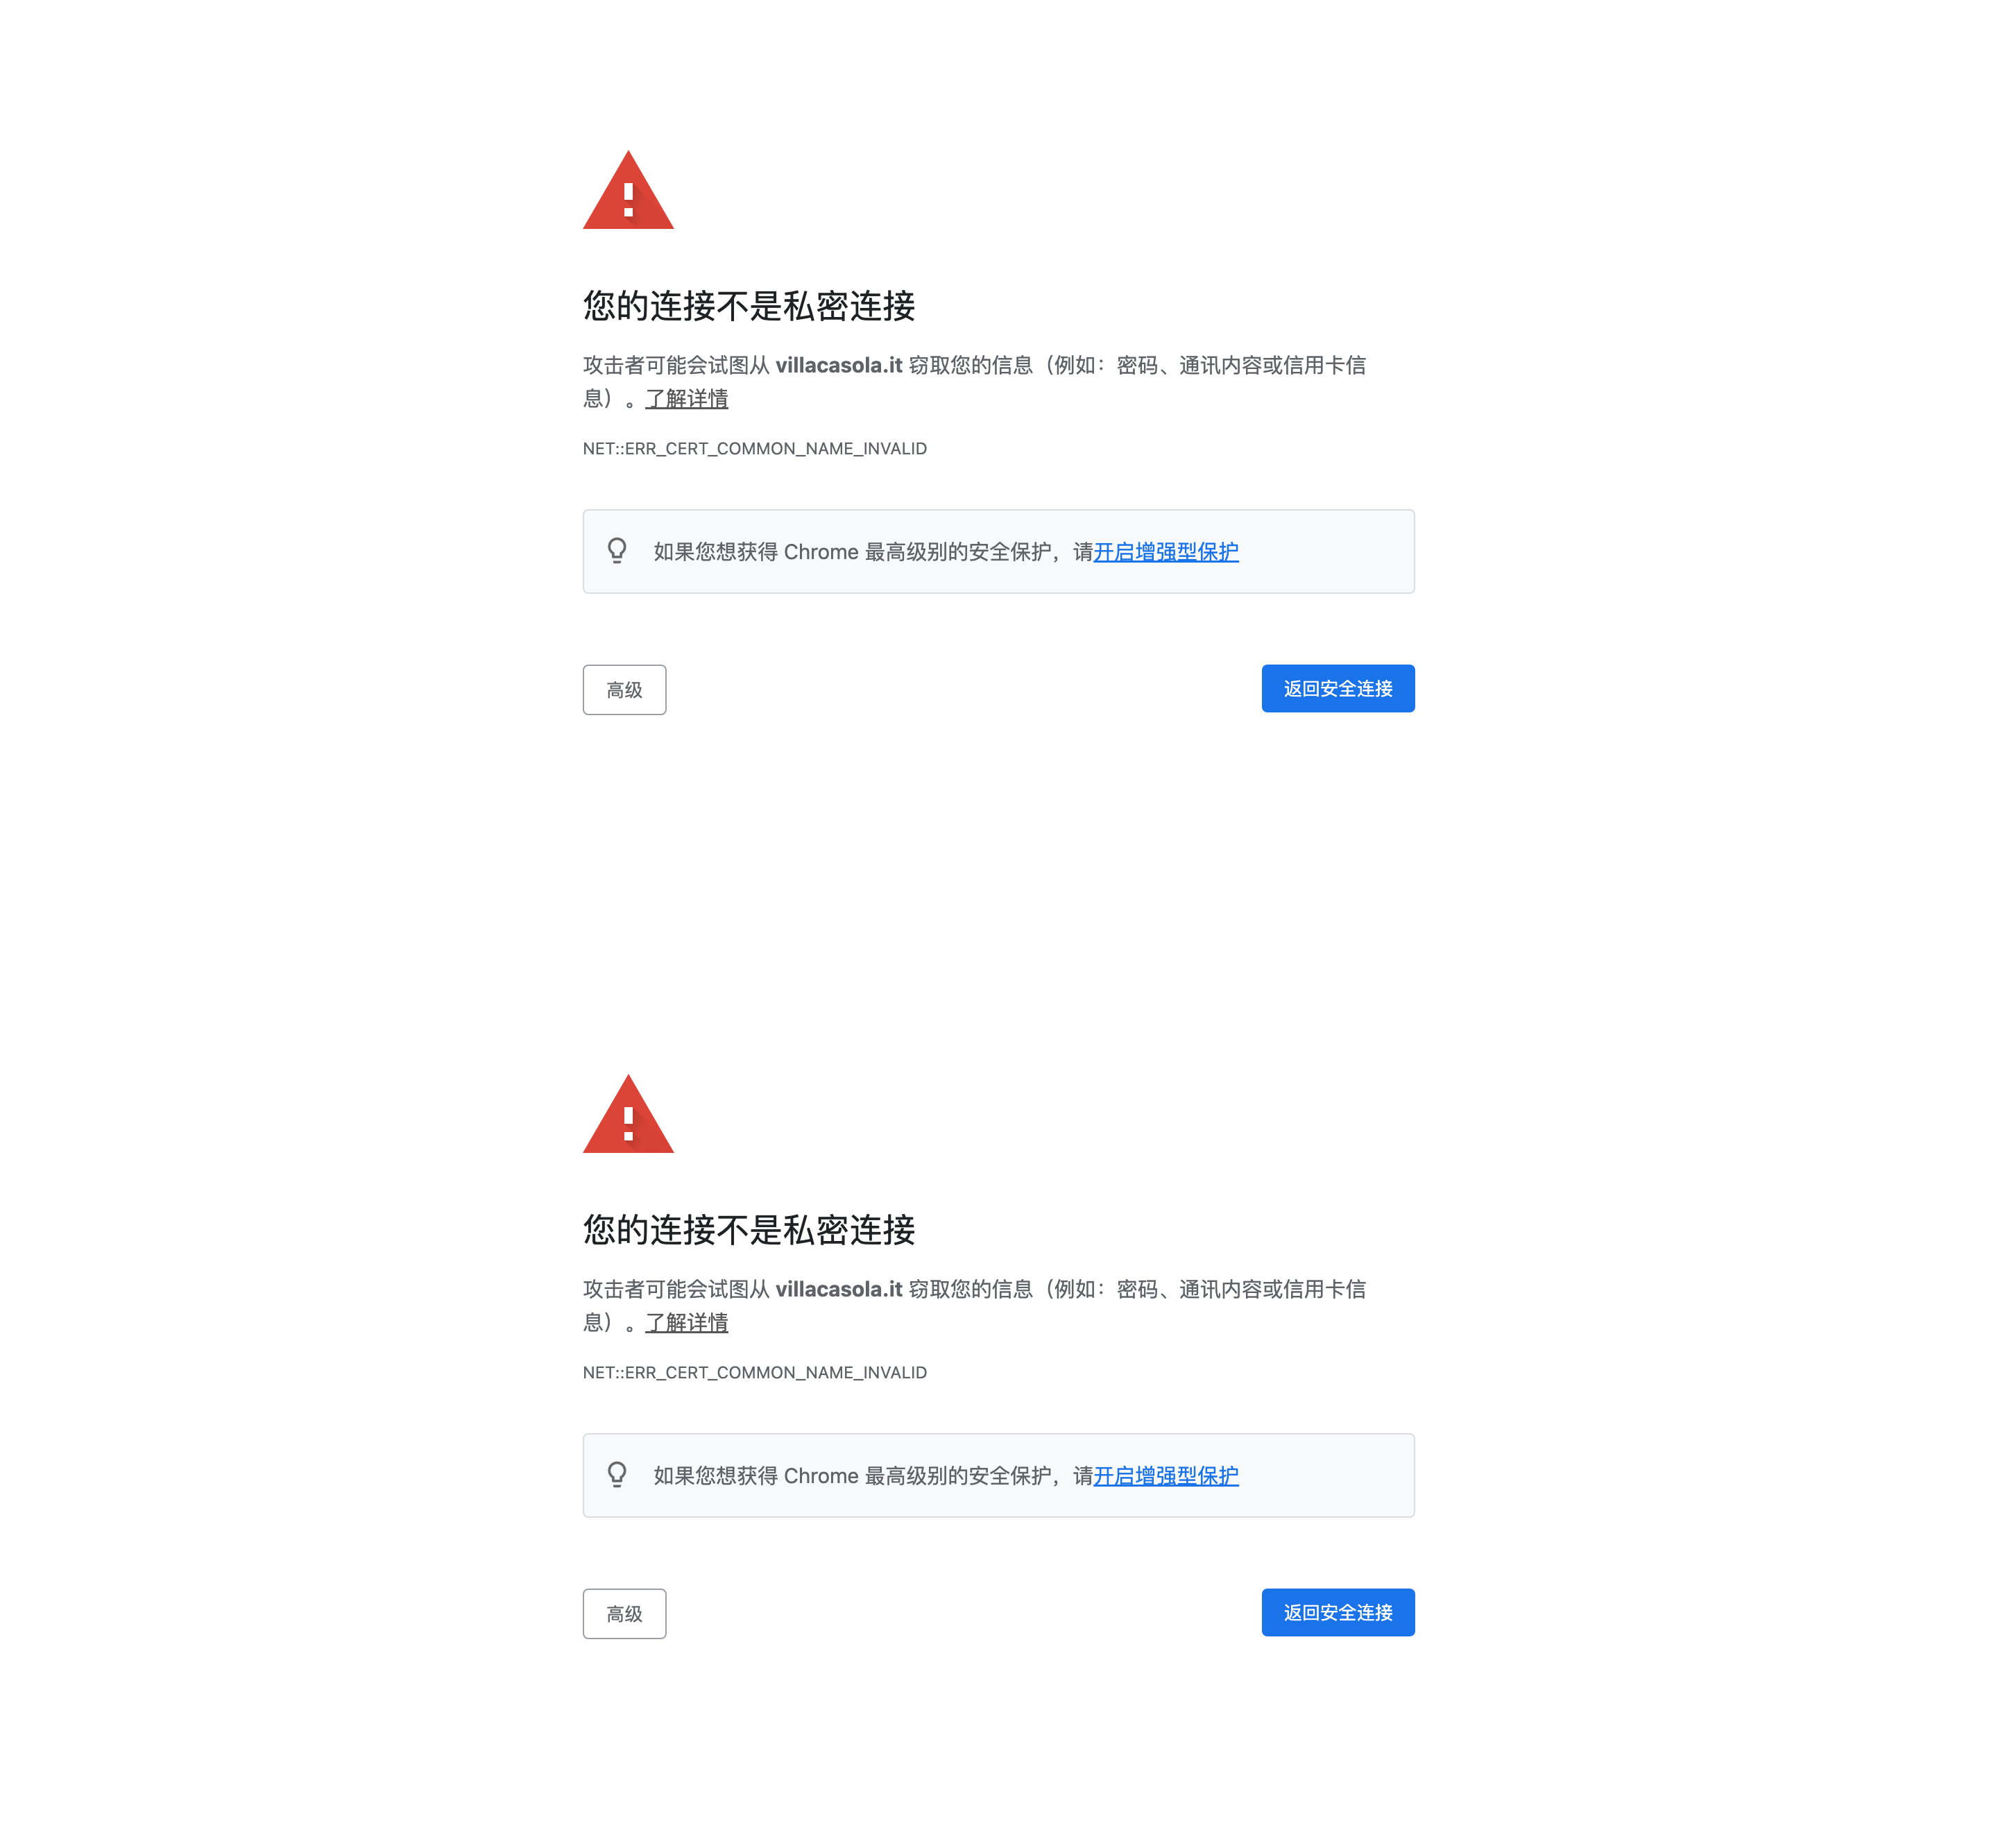 您的连接不是私密连接
攻击者可能会试图从 villacasola.it 窃取您的信息（例如：密码、通讯内容或信用卡信
息）。了解详情
NET::ERR_CERT_COMMON_NAME_INVALID
如果您想获得 Chrome 最高级别的安全保护，请开启增强型保护
高级
返回安全连接
您的连接不是私密连接
攻击者可能会试图从 villacasola.it 窃取您的信息（例如：密码、通讯内容或信用卡信
息）。了解详情
NET::ERR_CERT_COMMON_NAME_INVALID
如果您想获得 Chrome 最高级别的安全保护，请开启增强型保护
高级
返回安全连接